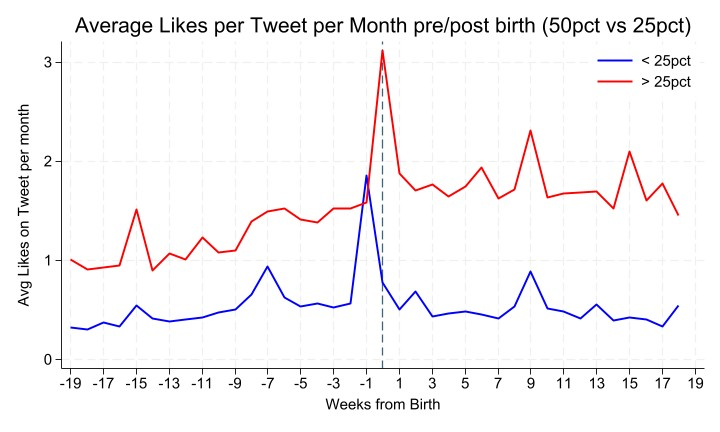 Average Likes per Tweet per Month pre/post birth (50pct vs 25pct)
< 25pct
> 25pct
Avg Likes on Tweet per month
3
2
1
0
-19 -17 -15 -13 -11 -9 -7 -5 -3 -1 1 3 5 7 9 11 13 15 17 19
Weeks from Birth